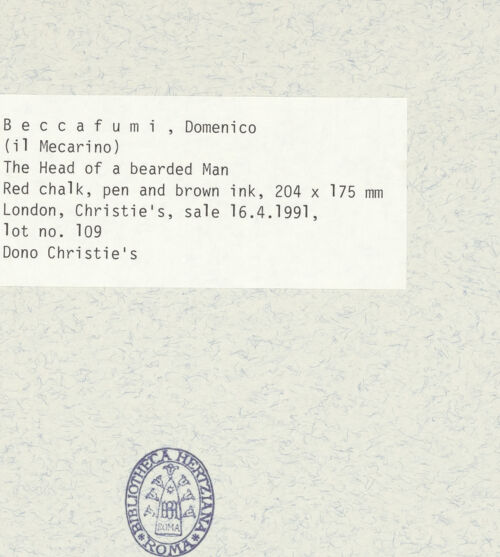 B e c c a f u m i , Domenico
(il Mecarino)
The Head of a bearded Man
Red chalk, pen and brown ink, 204 x 175 mm
London, Christie's, sale 16.4.1991,
lot no. 109
Dono Christie's
BIBLIOTHECA HERTZIANA
ROMA
*ROMA*